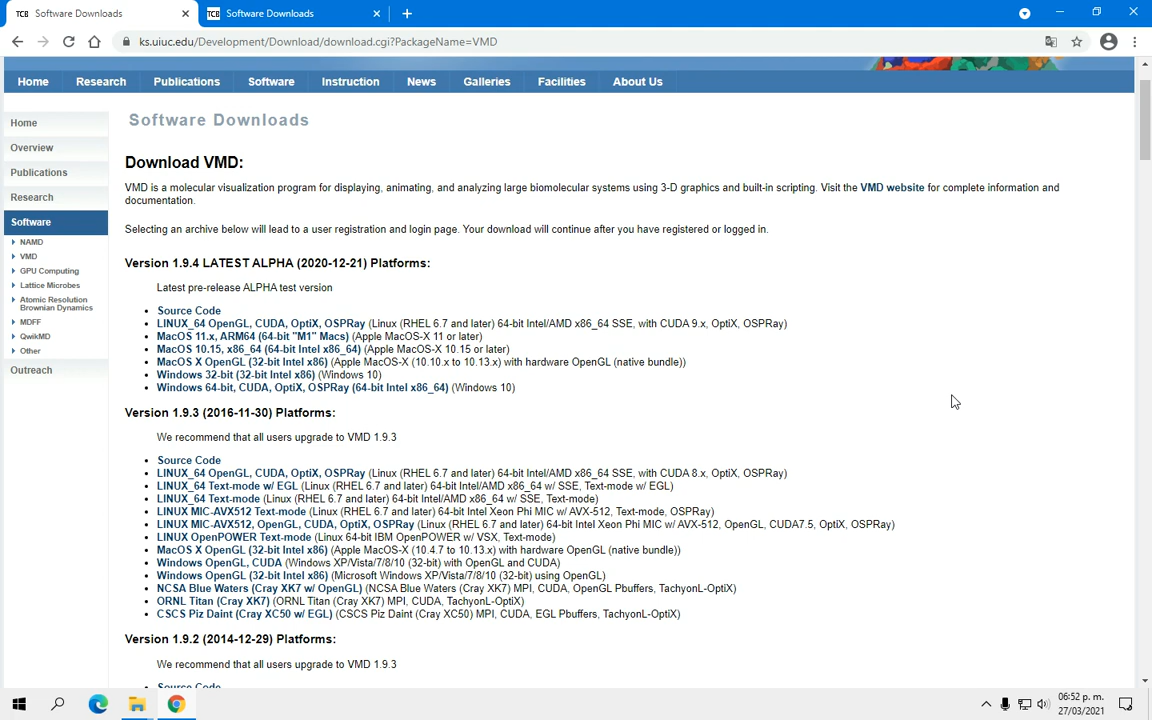 TCB Software Downloads
TCB Software Downloads
ks.uiuc.edu/Development/Download/download.cgi?PackageName=VMD
Home Research Publications Software Instruction News Galleries Facilities About Us
Home
Overview
Publications
Research
Software
NAMD
VMD
GPU Computing
Lattice Microbes
Atomic Resolution
Brownian Dynamics
MDFF
QwikMD
Other
Outreach
Software Downloads
Download VMD:
VMD is a molecular visualization program for displaying, animating, and analyzing large biomolecular systems using 3-D graphics and built-in scripting. Visit the VMD website for complete information and
documentation.
Selecting an archive below will lead to a user registration and login page. Your download will continue after you have registered or logged in.
Version 1.9.4 LATEST ALPHA (2020-12-21) Platforms:
Latest pre-release ALPHA test version
Source Code
LINUX_64 OpenGL, CUDA, OptiX, OSPRay (Linux (RHEL 6.7 and later) 64-bit Intel/AMD x86_64 SSE, with CUDA 9.x, OptiX, OSPRay)
MacOS 11.x, ARM64 (64-bit "M1" Macs) (Apple MacOS-X 11 or later)
MacOS 10.15, x86_64 (64-bit Intel x86_64) (Apple MacOS-X 10.15 or later)
MacOS X OpenGL (32-bit Intel x86) (Apple MacOS-X (10.10.x to 10.13.x) with hardware OpenGL (native bundle))
Windows 32-bit (32-bit Intel x86) (Windows 10)
Windows 64-bit, CUDA, OptiX, OSPRay (64-bit Intel x86_64) (Windows 10)
Version 1.9.3 (2016-11-30) Platforms:
We recommend that all users upgrade to VMD 1.9.3
Source Code
LINUX_64 OpenGL, CUDA, OptiX, OSPRay (Linux (RHEL 6.7 and later) 64-bit Intel/AMD x86_64 SSE, with CUDA 8.x, OptiX, OSPRay)
LINUX_64 Text-mode w/ EGL (Linux (RHEL 6.7 and later) 64-bit Intel/AMD x86_64 w/ SSE, Text-mode w/ EGL)
LINUX_64 Text-mode (Linux (RHEL 6.7 and later) 64-bit Intel/AMD x86_64 w/ SSE, Text-mode)
LINUX MIC-AVX512 Text-mode (Linux (RHEL 6.7 and later) 64-bit Intel Xeon Phi MIC w/ AVX-512, Text-mode, OSPRay)
LINUX MIC-AVX512, OpenGL, CUDA, OptiX, OSPRay (Linux (RHEL 6.7 and later) 64-bit Intel Xeon Phi MIC w/ AVX-512, OpenGL, CUDA7.5, OptiX, OSPRay)
LINUX OpenPOWER Text-mode (Linux 64-bit IBM OpenPOWER w/ VSX, Text-mode)
MacOS X OpenGL (32-bit Intel x86) (Apple MacOS-X (10.4.7 to 10.13.x) with hardware OpenGL (native bundle))
Windows OpenGL, CUDA (Windows XP/Vista/7/8/10 (32-bit) with OpenGL and CUDA)
Windows OpenGL (32-bit Intel x86) (Microsoft Windows XP/Vista/7/8/10 (32-bit) using OpenGL)
NCSA Blue Waters (Cray XK7 w/ OpenGL) (NCSA Blue Waters (Cray XK7) MPI, CUDA, OpenGL Pbuffers, TachyonL-OptiX)
ORNL Titan (Cray XK7) (ORNL Titan (Cray XK7) MPI, CUDA, TachyonL-OptiX)
CSCS Piz Daint (Cray XC50 w/ EGL) (CSCS Piz Daint (Cray XC50) MPI, CUDA, EGL Pbuffers, TachyonL-OptiX)
Version 1.9.2 (2014-12-29) Platforms:
We recommend that all users upgrade to VMD 1.9.3
Source Code
06:52 p. m.
27/03/2021